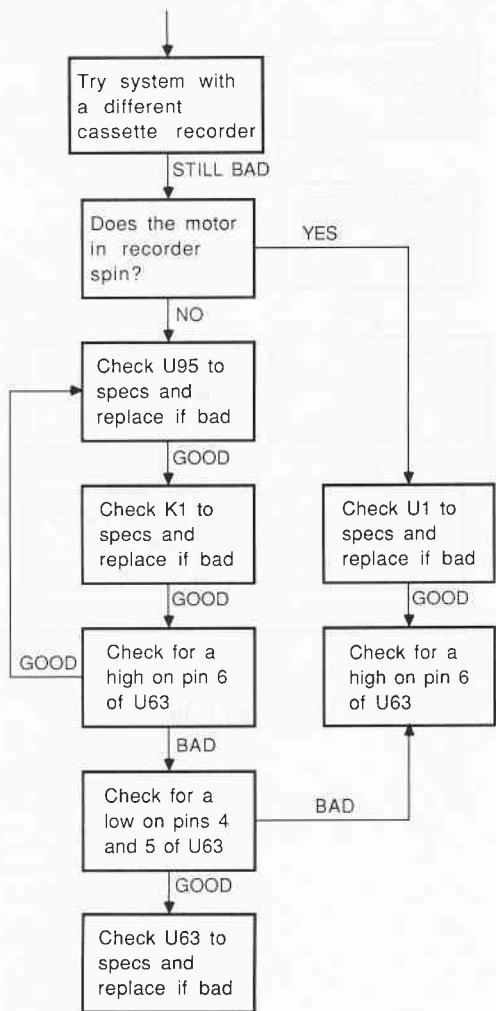 Try system with
a different
cassette recorder
STILL BAD
Does the motor
in recorder
spin?
YES
NO
Check U95 to
specs and
replace if bad
GOOD
Check K1 to
specs and
replace if bad
GOOD
Check U1 to
specs and
replace if bad
GOOD
Check for a
high on pin 6
of U63
GOOD
Check for a
high on pin 6
of U63
BAD
Check for a
low on pins 4
and 5 of U63
BAD
GOOD
Check U63 to
specs and
replace if bad